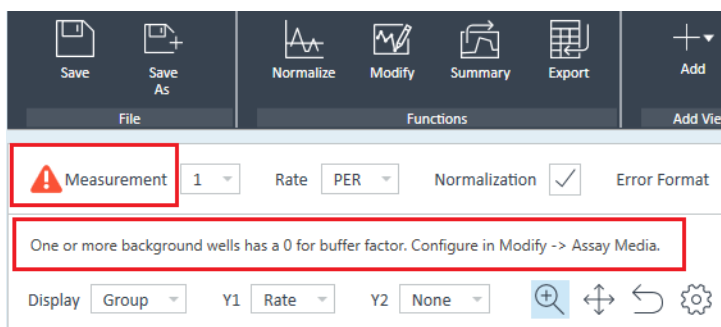 Save Save As Normalize Modify Summary Export Add
File Functions Add Vie
Measurement 1 Rate PER Normalization Error Format
One or more background wells has a 0 for buffer factor. Configure in Modify -> Assay Media.
Display Group Y1 Rate Y2 None